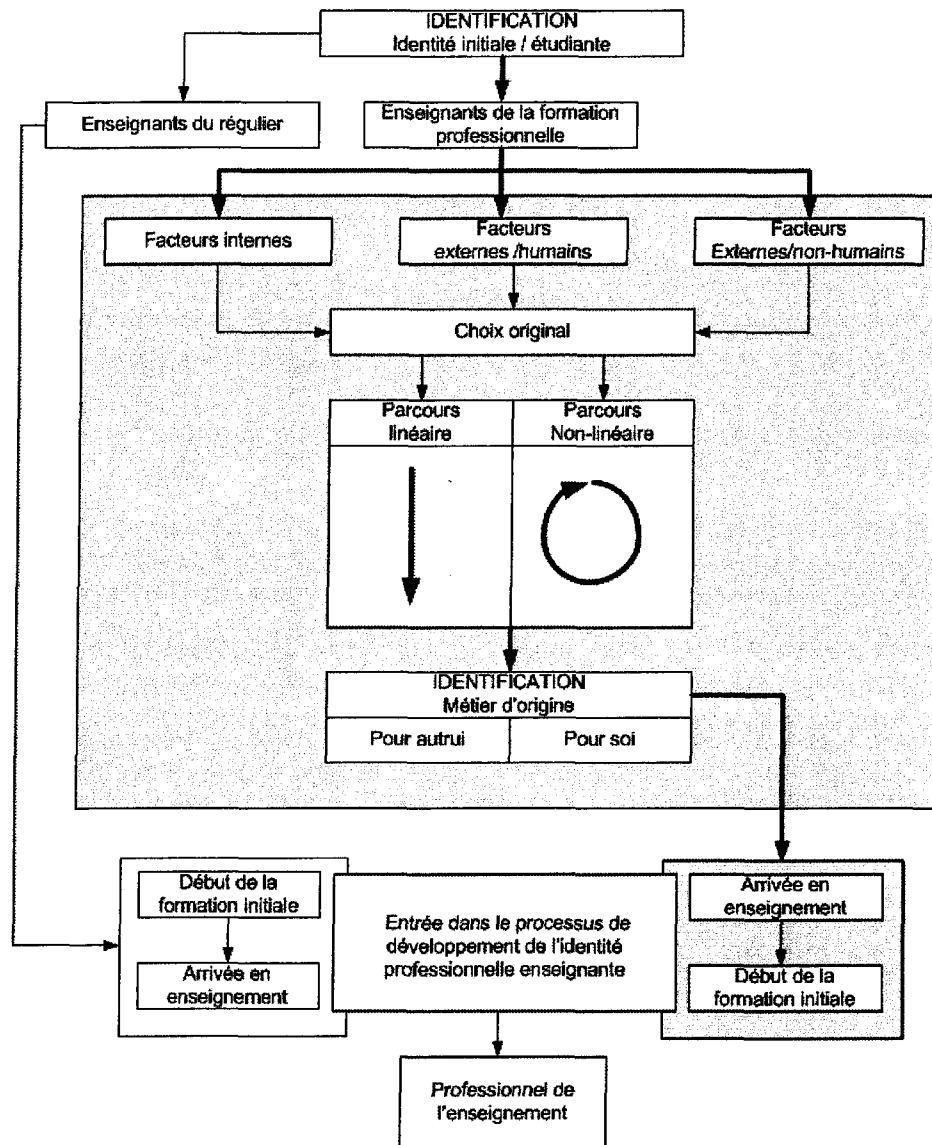 IDENTIFICATION
Identité initiale / étudiante
Enseignants du régulier
Enseignants de la formation
professionnelle
Facteurs internes
Facteurs
externes /humains
Facteurs
Externes/non-humains
Choix original
Parcours
linéaire
Parcours
Non-linéaire
IDENTIFICATION
Métier d'origine
Pour autrui
Pour soi
Début de la
formation initiale
Arrivée en
enseignement
Entrée dans le processus de
développement de l'identité
professionnelle enseignante
Arrivée en
enseignement
Début de la
formation initiale
Professionnel de
l'enseignement